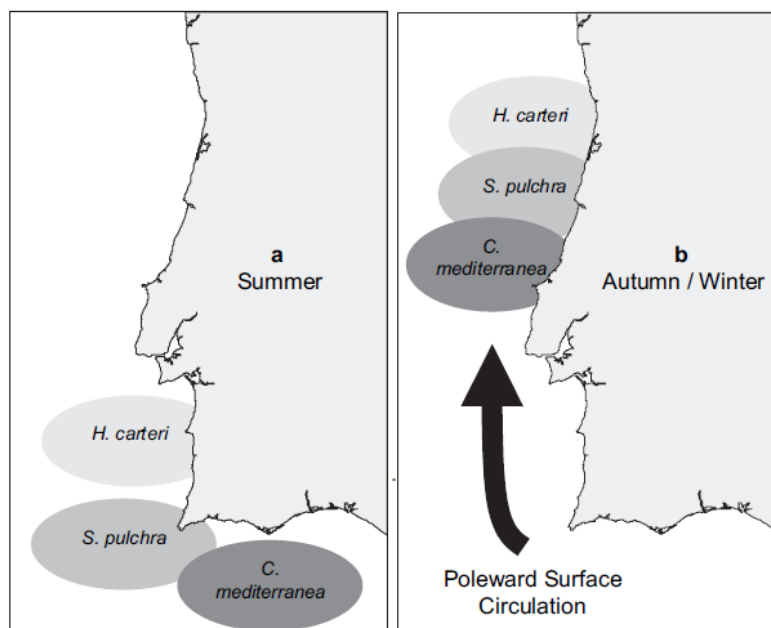 a
Summer
H. carteri
S. pulchra
C.
mediterranea
H. carteri
S. pulchra
C.
mediterranea
b
Autumn / Winter
Poleward Surface
Circulation